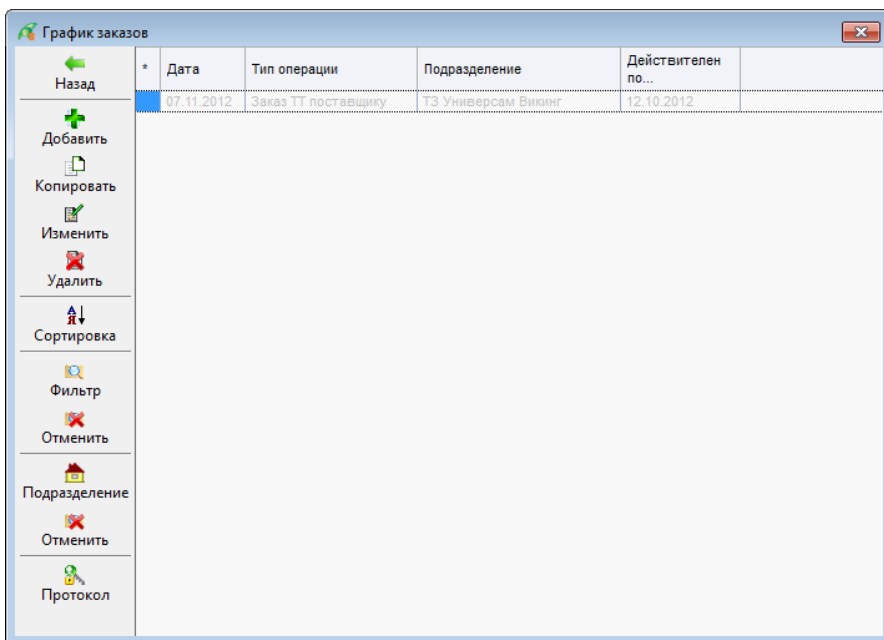 График заказов
Назад
* Дата Тип операции Подразделение Действителен по...
07.11.2012 Заказ ТТ поставщику ТЗ Универсам Викинг 12.10.2012
Добавить
Копировать
Изменить
Удалить
Сортировка
Фильтр
Отменить
Подразделение
Отменить
Протокол